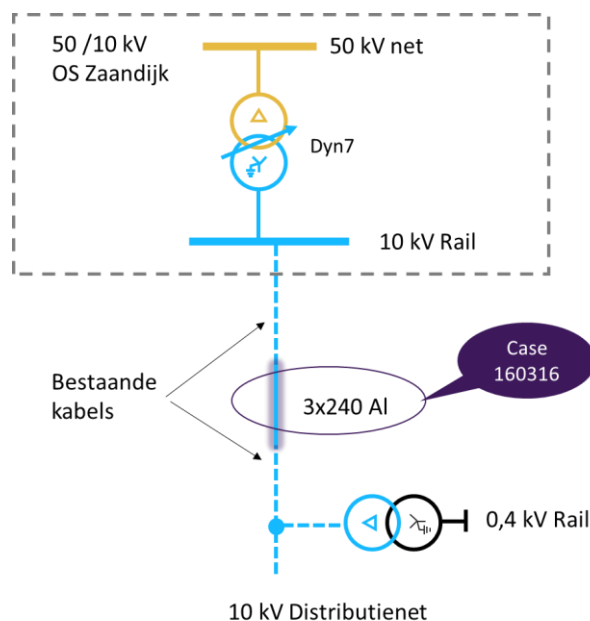 50 /10 kV
OS Zaandijk
50 kV net
Dyn7
10 kV Rail
Case
160316
Bestaande
kabels
3x240 Al
0,4 kV Rail
10 kV Distributienet